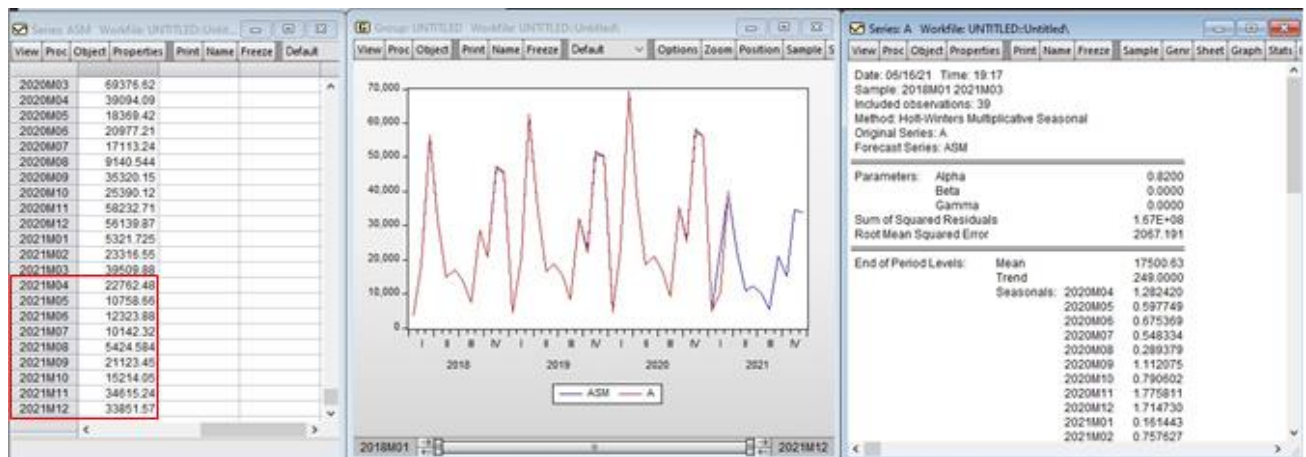 Series: ASM Workfile: UNTITLED::Untitl...
View Proc Object Properties Print Name Freeze Default
2020M03 69376.62
2020M04 39094.09
2020M05 18369.42
2020M06 20977.21
2020M07 17113.24
2020M08 9140.544
2020M09 35320.15
2020M10 25390.12
2020M11 58232.71
2020M12 56139.87
2021M01 5321.725
2021M02 23316.55
2021M03 39509.88
2021M04 22762.48
2021M05 10758.66
2021M06 12323.88
2021M07 10142.32
2021M08 5424.584
2021M09 21123.45
2021M10 15214.05
2021M11 34615.24
2021M12 33851.57
Group: UNTITLED Workfile: UNTITLED::Untitled\
View Proc Object Print Name Freeze Default Options Zoom Position Sample S
70,000
60,000
50,000
40,000
30,000
20,000
10,000
0
I II III IV I II III IV I II III IV I II III IV
2018 2019 2020 2021
ASM A
2018M01 2021M12
Series: A Workfile: UNTITLED::Untitled\
View Proc Object Properties Print Name Freeze Sample Genr Sheet Graph Stats
Date: 06/16/21 Time: 19:17
Sample: 2018M01 2021M03
Included observations: 39
Method: Holt-Winters Multiplicative Seasonal
Original Series: A
Forecast Series: ASM
Parameters: Alpha 0.8200
Beta 0.0000
Gamma 0.0000
Sum of Squared Residuals 1.67E+08
Root Mean Squared Error 2067.191
End of Period Levels: Mean 17500.63
Trend 249.0000
Seasonals: 2020M04 1.282420
2020M05 0.597749
2020M06 0.675369
2020M07 0.548334
2020M08 0.289379
2020M09 1.112075
2020M10 0.790602
2020M11 1.775811
2020M12 1.714730
2021M01 0.161443
2021M02 0.757627